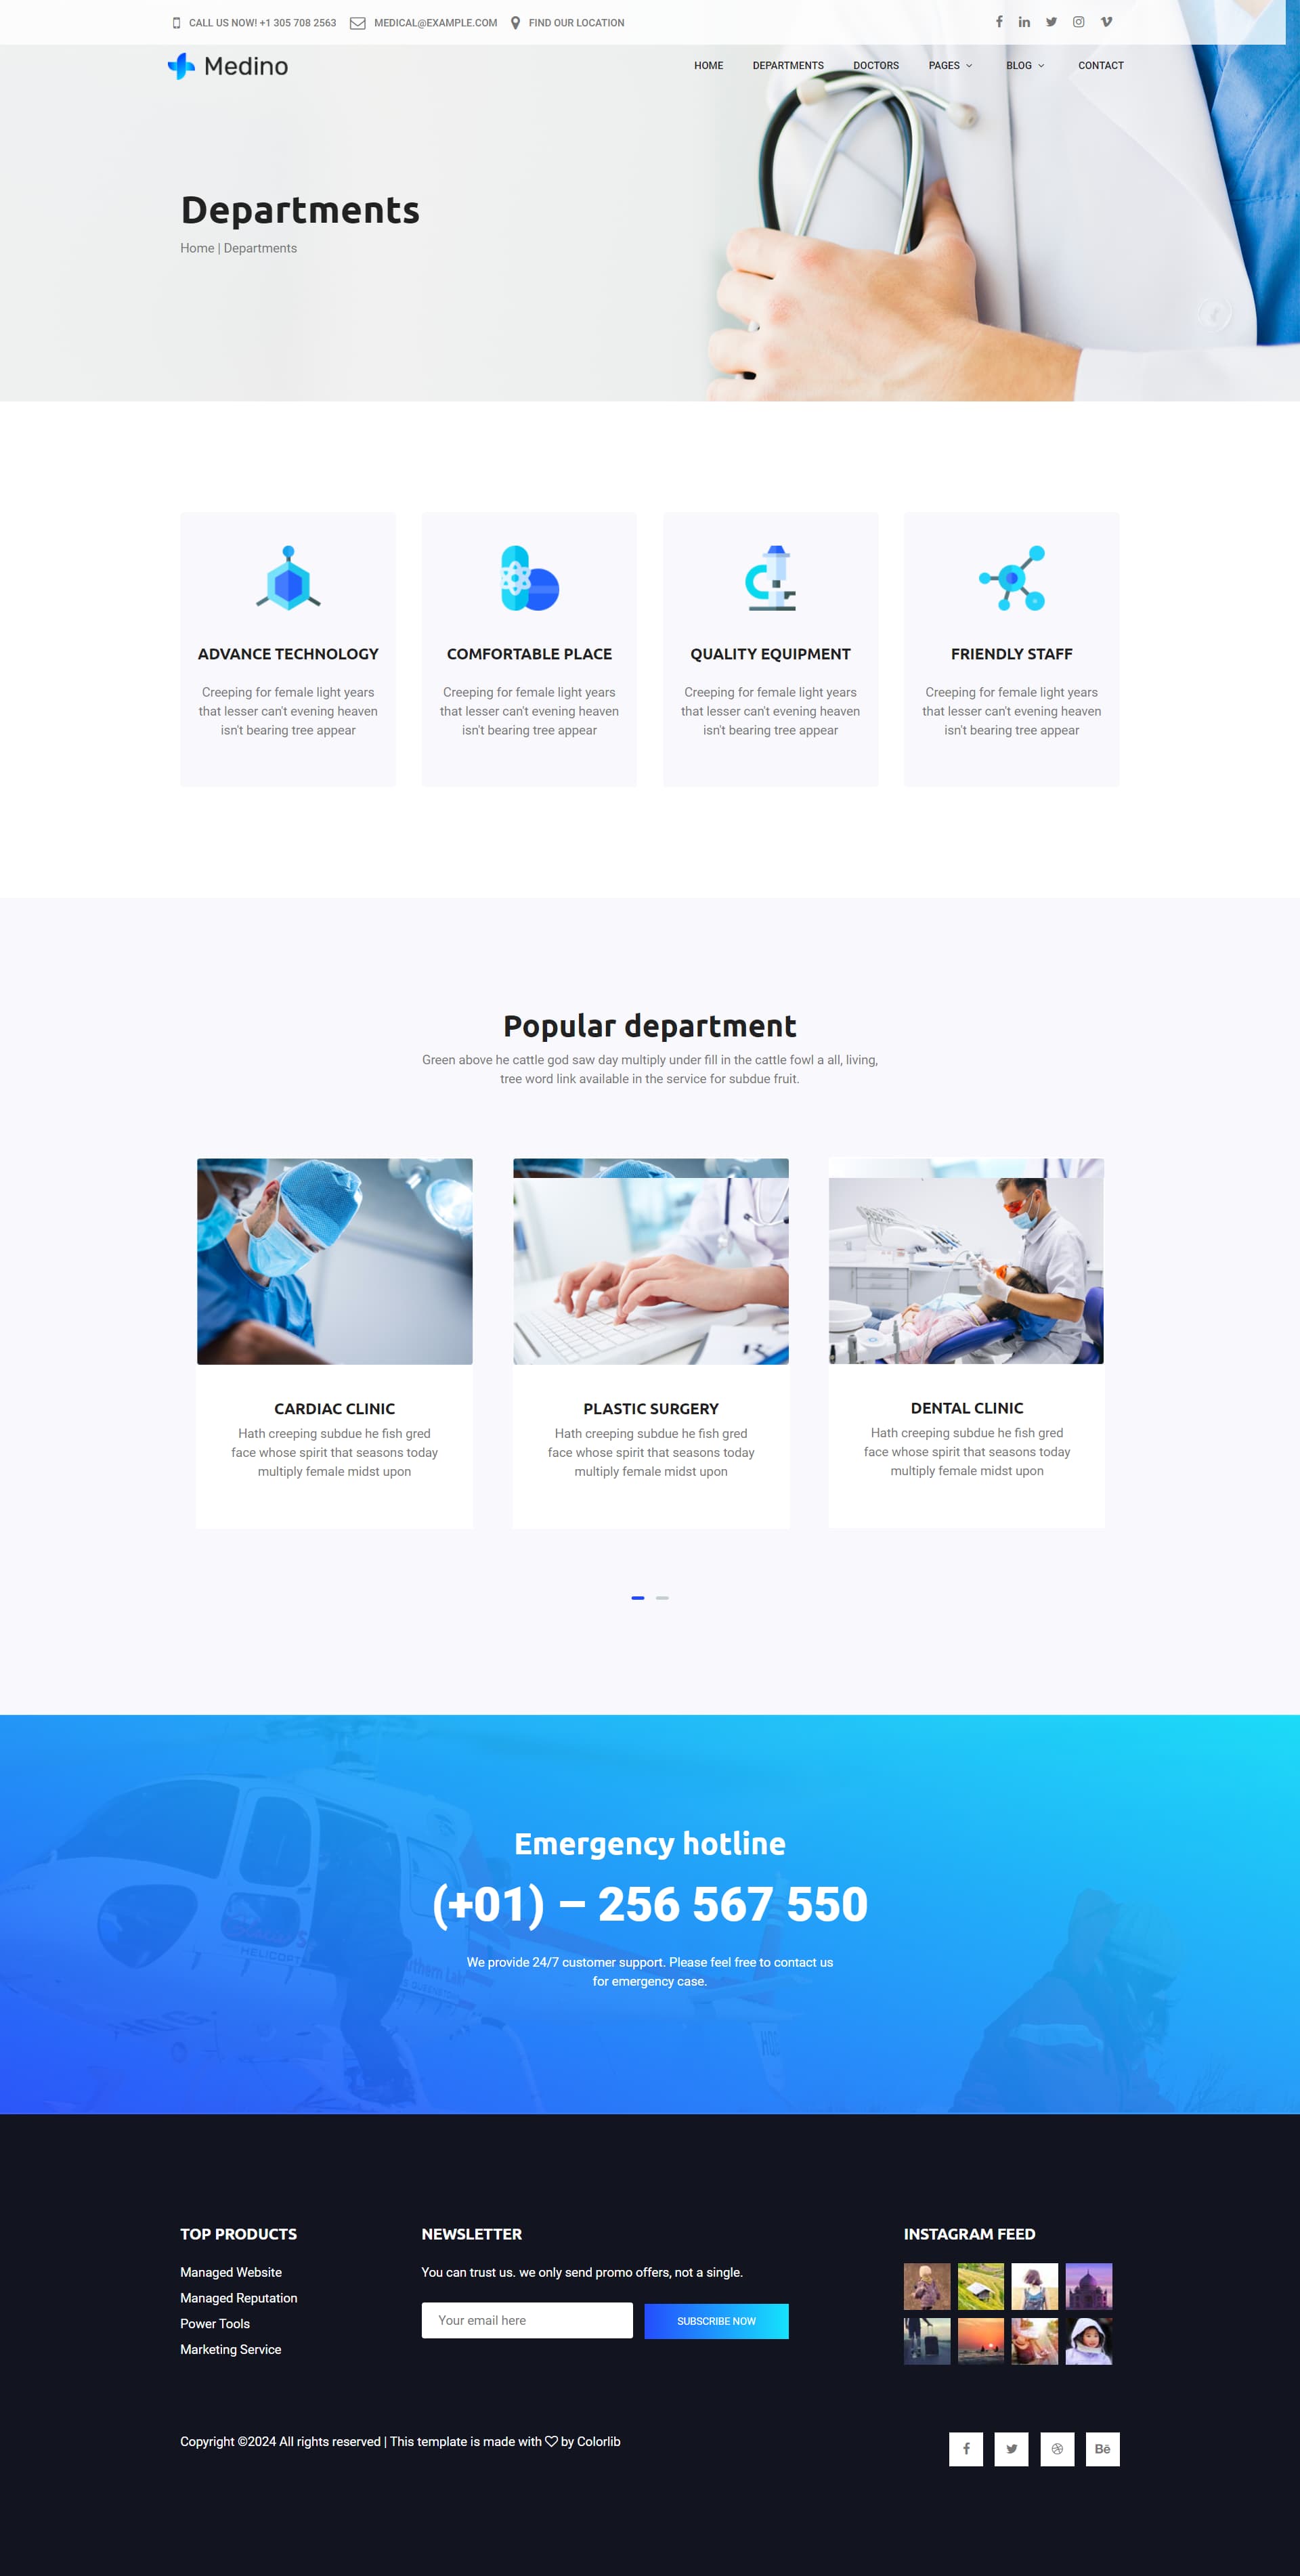 CALL US NOW! +1 305 708 2563 MEDICAL@EXAMPLE.COM FIND OUR LOCATION
Medino
HOME DEPARTMENTS DOCTORS PAGES BLOG CONTACT
Departments
Home | Departments
ADVANCE TECHNOLOGY
Creeping for female light years
that lesser can't evening heaven
isn't bearing tree appear
COMFORTABLE PLACE
Creeping for female light years
that lesser can't evening heaven
isn't bearing tree appear
QUALITY EQUIPMENT
Creeping for female light years
that lesser can't evening heaven
isn't bearing tree appear
FRIENDLY STAFF
Creeping for female light years
that lesser can't evening heaven
isn't bearing tree appear
Popular department
Green above he cattle god saw day multiply under fill in the cattle fowl a all, living,
tree word link available in the service for subdue fruit.
CARDIAC CLINIC
Hath creeping subdue he fish gred
face whose spirit that seasons today
multiply female midst upon
PLASTIC SURGERY
Hath creeping subdue he fish gred
face whose spirit that seasons today
multiply female midst upon
DENTAL CLINIC
Hath creeping subdue he fish gred
face whose spirit that seasons today
multiply female midst upon
Emergency hotline
(+01) – 256 567 550
We provide 24/7 customer support. Please feel free to contact us
for emergency case.
TOP PRODUCTS
Managed Website
Managed Reputation
Power Tools
Marketing Service
NEWSLETTER
You can trust us. we only send promo offers, not a single.
Your email here
SUBSCRIBE NOW
INSTAGRAM FEED
Copyright ©2024 All rights reserved | This template is made with ♡ by Colorlib
Bē